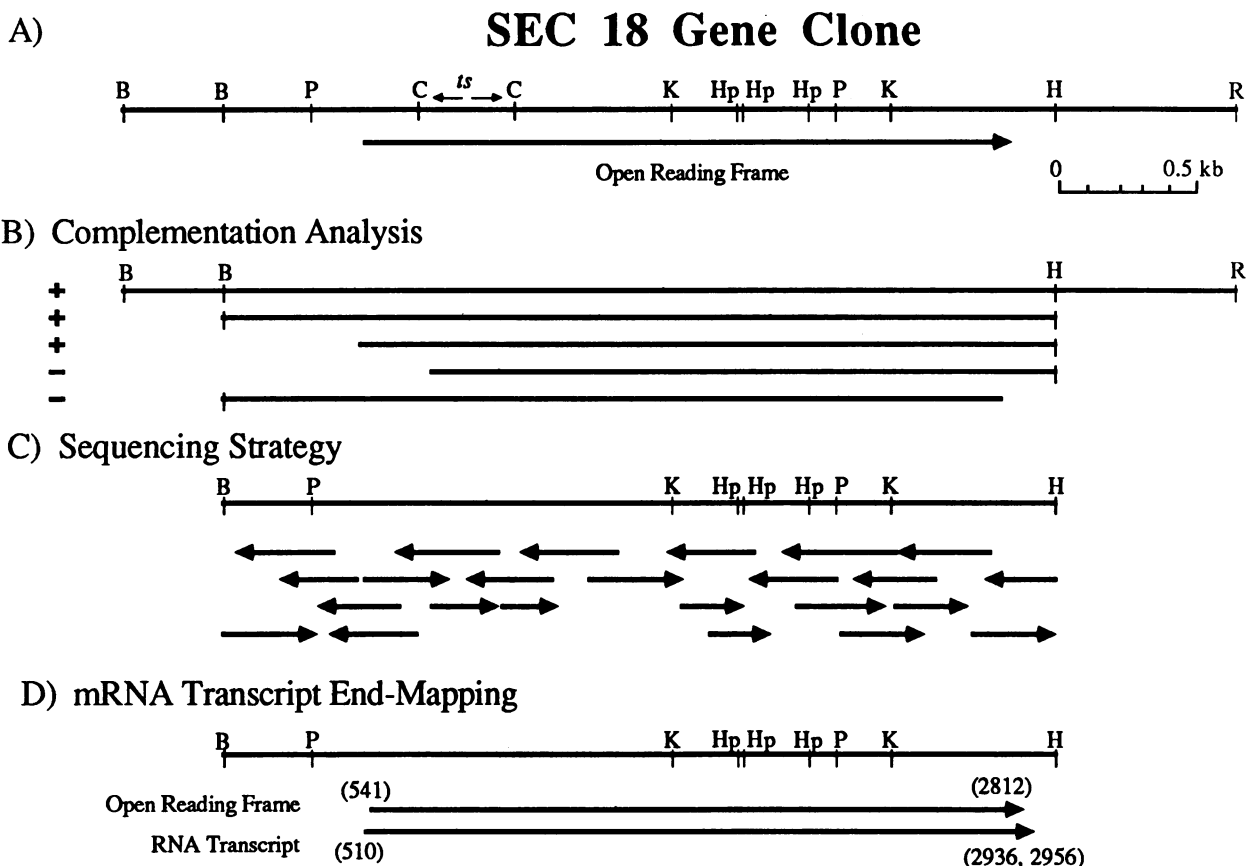 A)
SEC 18 Gene Clone
B B P C ts C K Hp Hp Hp P K H R
Open Reading Frame
0 0.5 kb
B) Complementation Analysis
B B H R
+
+
+
−
−
C) Sequencing Strategy
B P K Hp Hp Hp P K H
D) mRNA Transcript End-Mapping
B P K Hp Hp Hp P K H
(541) (2812)
Open Reading Frame
RNA Transcript
(510) (2936, 2956)